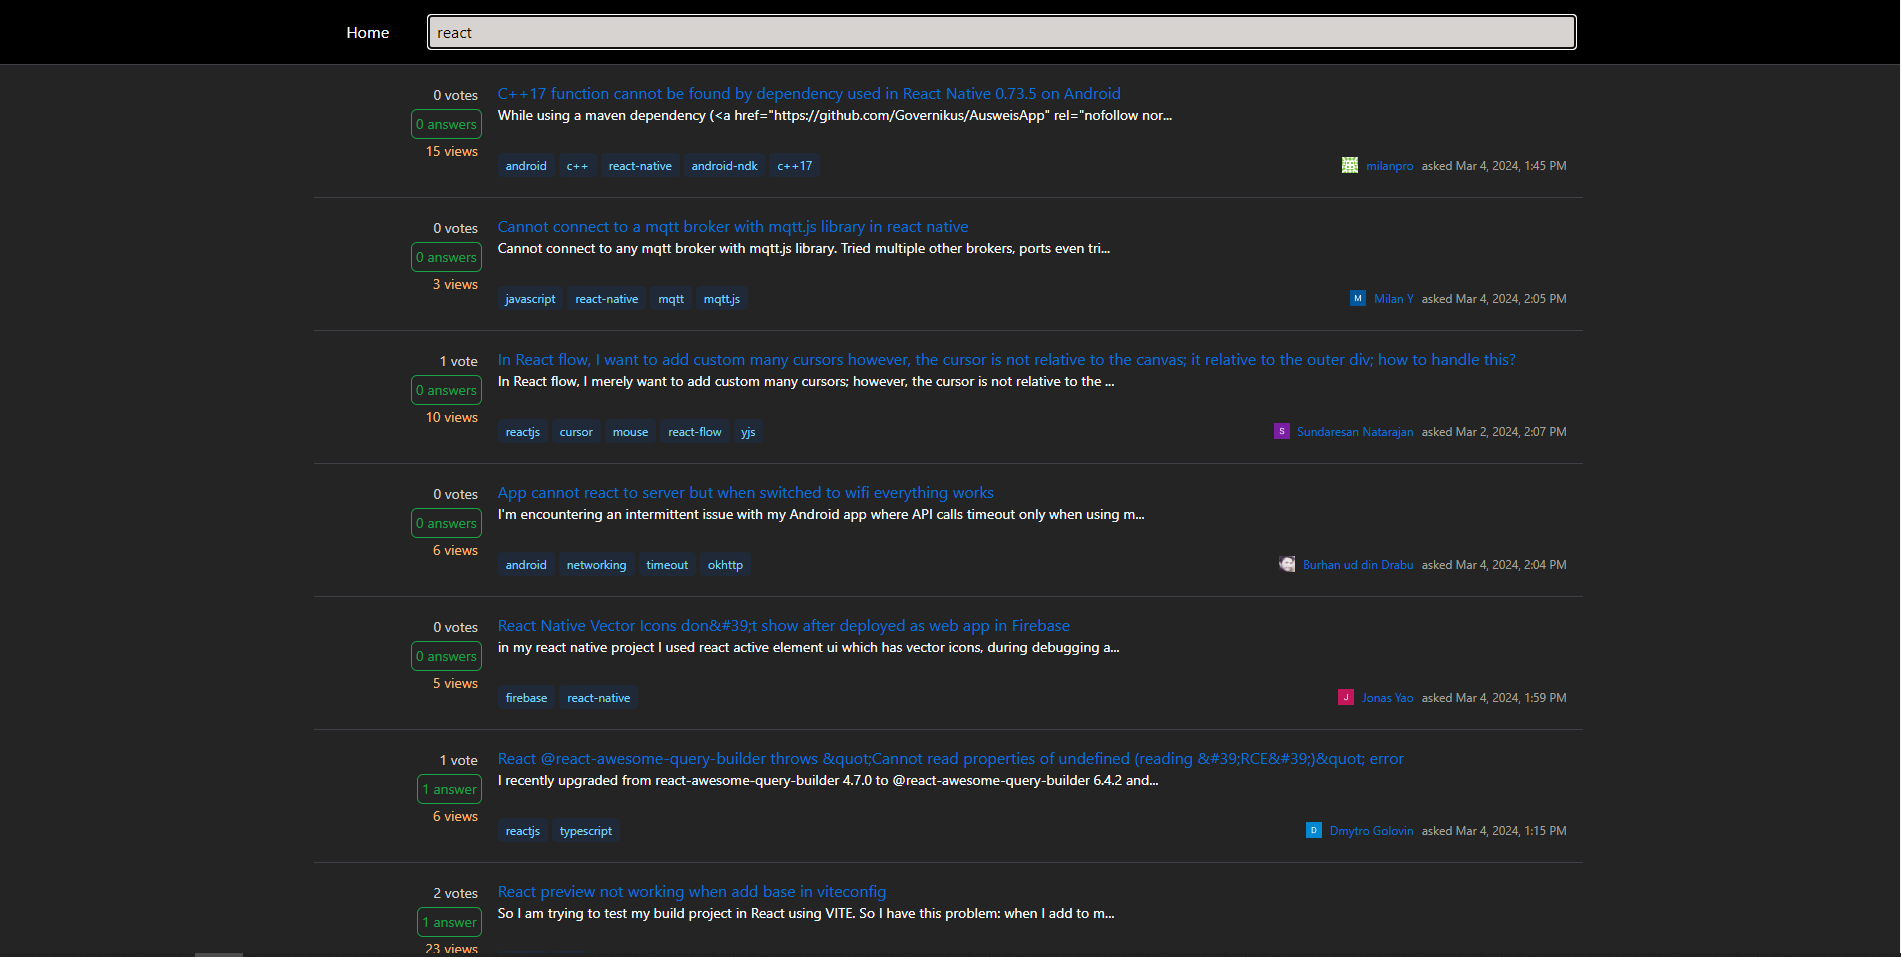 Home
react
0 votes
0 answers
15 views
C++17 function cannot be found by dependency used in React Native 0.73.5 on Android
While using a maven dependency (<a href="https://github.com/Governikus/AusweisApp" rel="nofollow nor...
android c++ react-native android-ndk c++17
milanpro asked Mar 4, 2024, 1:45 PM
0 votes
0 answers
3 views
Cannot connect to a mqtt broker with mqtt.js library in react native
Cannot connect to any mqtt broker with mqtt.js library. Tried multiple other brokers, ports even tri...
javascript react-native mqtt mqtt.js
M Milan Y asked Mar 4, 2024, 2:05 PM
1 vote
0 answers
10 views
In React flow, I want to add custom many cursors however, the cursor is not relative to the canvas; it relative to the outer div; how to handle this?
In React flow, I merely want to add custom many cursors; however, the cursor is not relative to the ...
reactjs cursor mouse react-flow yjs
S Sundaresan Natarajan asked Mar 2, 2024, 2:07 PM
0 votes
0 answers
6 views
App cannot react to server but when switched to wifi everything works
I'm encountering an intermittent issue with my Android app where API calls timeout only when using m...
android networking timeout okhttp
Burhan ud din Drabu asked Mar 4, 2024, 2:04 PM
0 votes
0 answers
5 views
React Native Vector Icons don&#39;t show after deployed as web app in Firebase
in my react native project I used react active element ui which has vector icons, during debugging a...
firebase react-native
J Jonas Yao asked Mar 4, 2024, 1:59 PM
1 vote
1 answer
6 views
React @react-awesome-query-builder throws &quot;Cannot read properties of undefined (reading &#39;RCE&#39;)&quot; error
I recently upgraded from react-awesome-query-builder 4.7.0 to @react-awesome-query-builder 6.4.2 and...
reactjs typescript
D Dmytro Golovin asked Mar 4, 2024, 1:15 PM
2 votes
1 answer
23 views
React preview not working when add base in viteconfig
So I am trying to test my build project in React using VITE. So I have this problem: when I add to m...